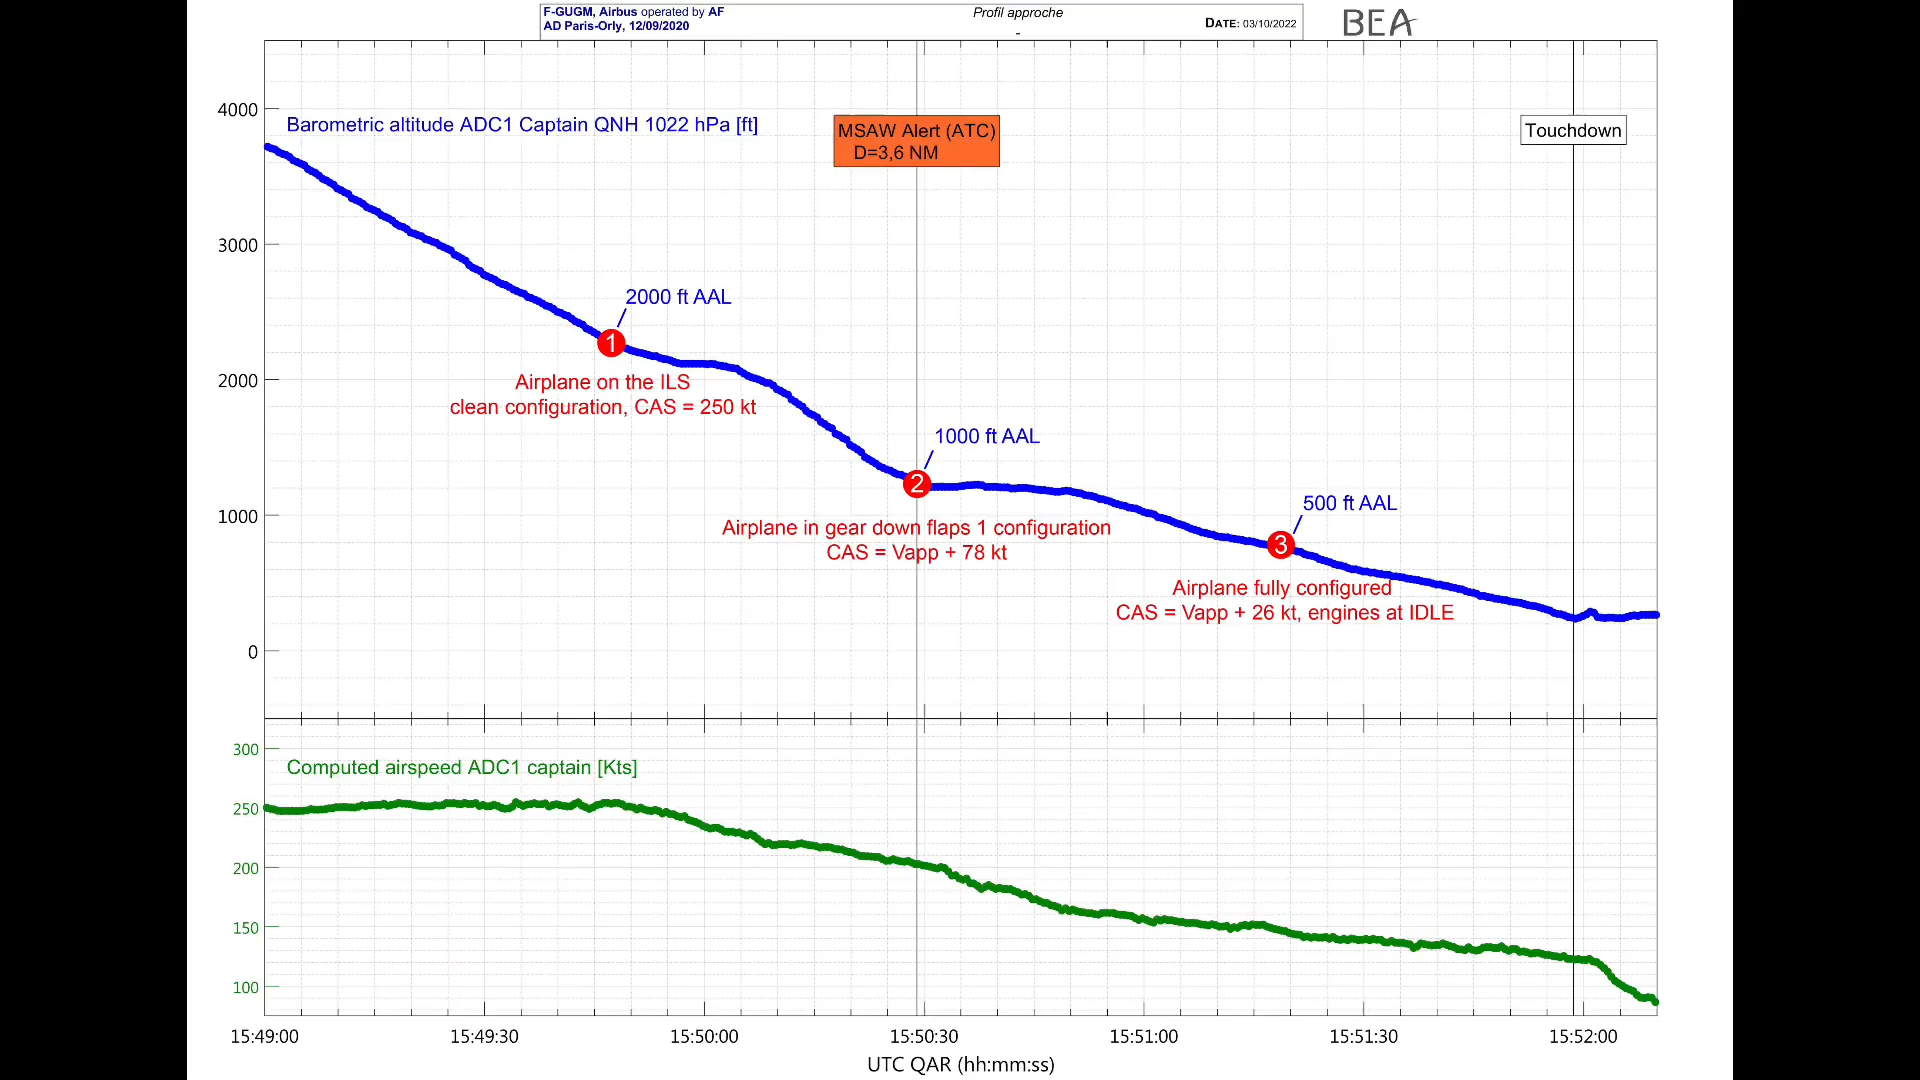 F-GUGM, Airbus operated by AF
AD Paris-Orly, 12/09/2020
Profil approche
-
DATE: 03/10/2022
BEA
4000
Barometric altitude ADC1 Captain QNH 1022 hPa [ft]
MSAW Alert (ATC)
D=3,6 NM
Touchdown
3000
2000 ft AAL
1
2000
Airplane on the ILS
clean configuration, CAS = 250 kt
1000 ft AAL
2
1000
Airplane in gear down flaps 1 configuration
CAS = Vapp + 78 kt
500 ft AAL
3
Airplane fully configured
CAS = Vapp + 26 kt, engines at IDLE
0
300
Computed airspeed ADC1 captain [Kts]
250
200
150
100
15:49:00 15:49:30 15:50:00 15:50:30 15:51:00 15:51:30 15:52:00
UTC QAR (hh:mm:ss)